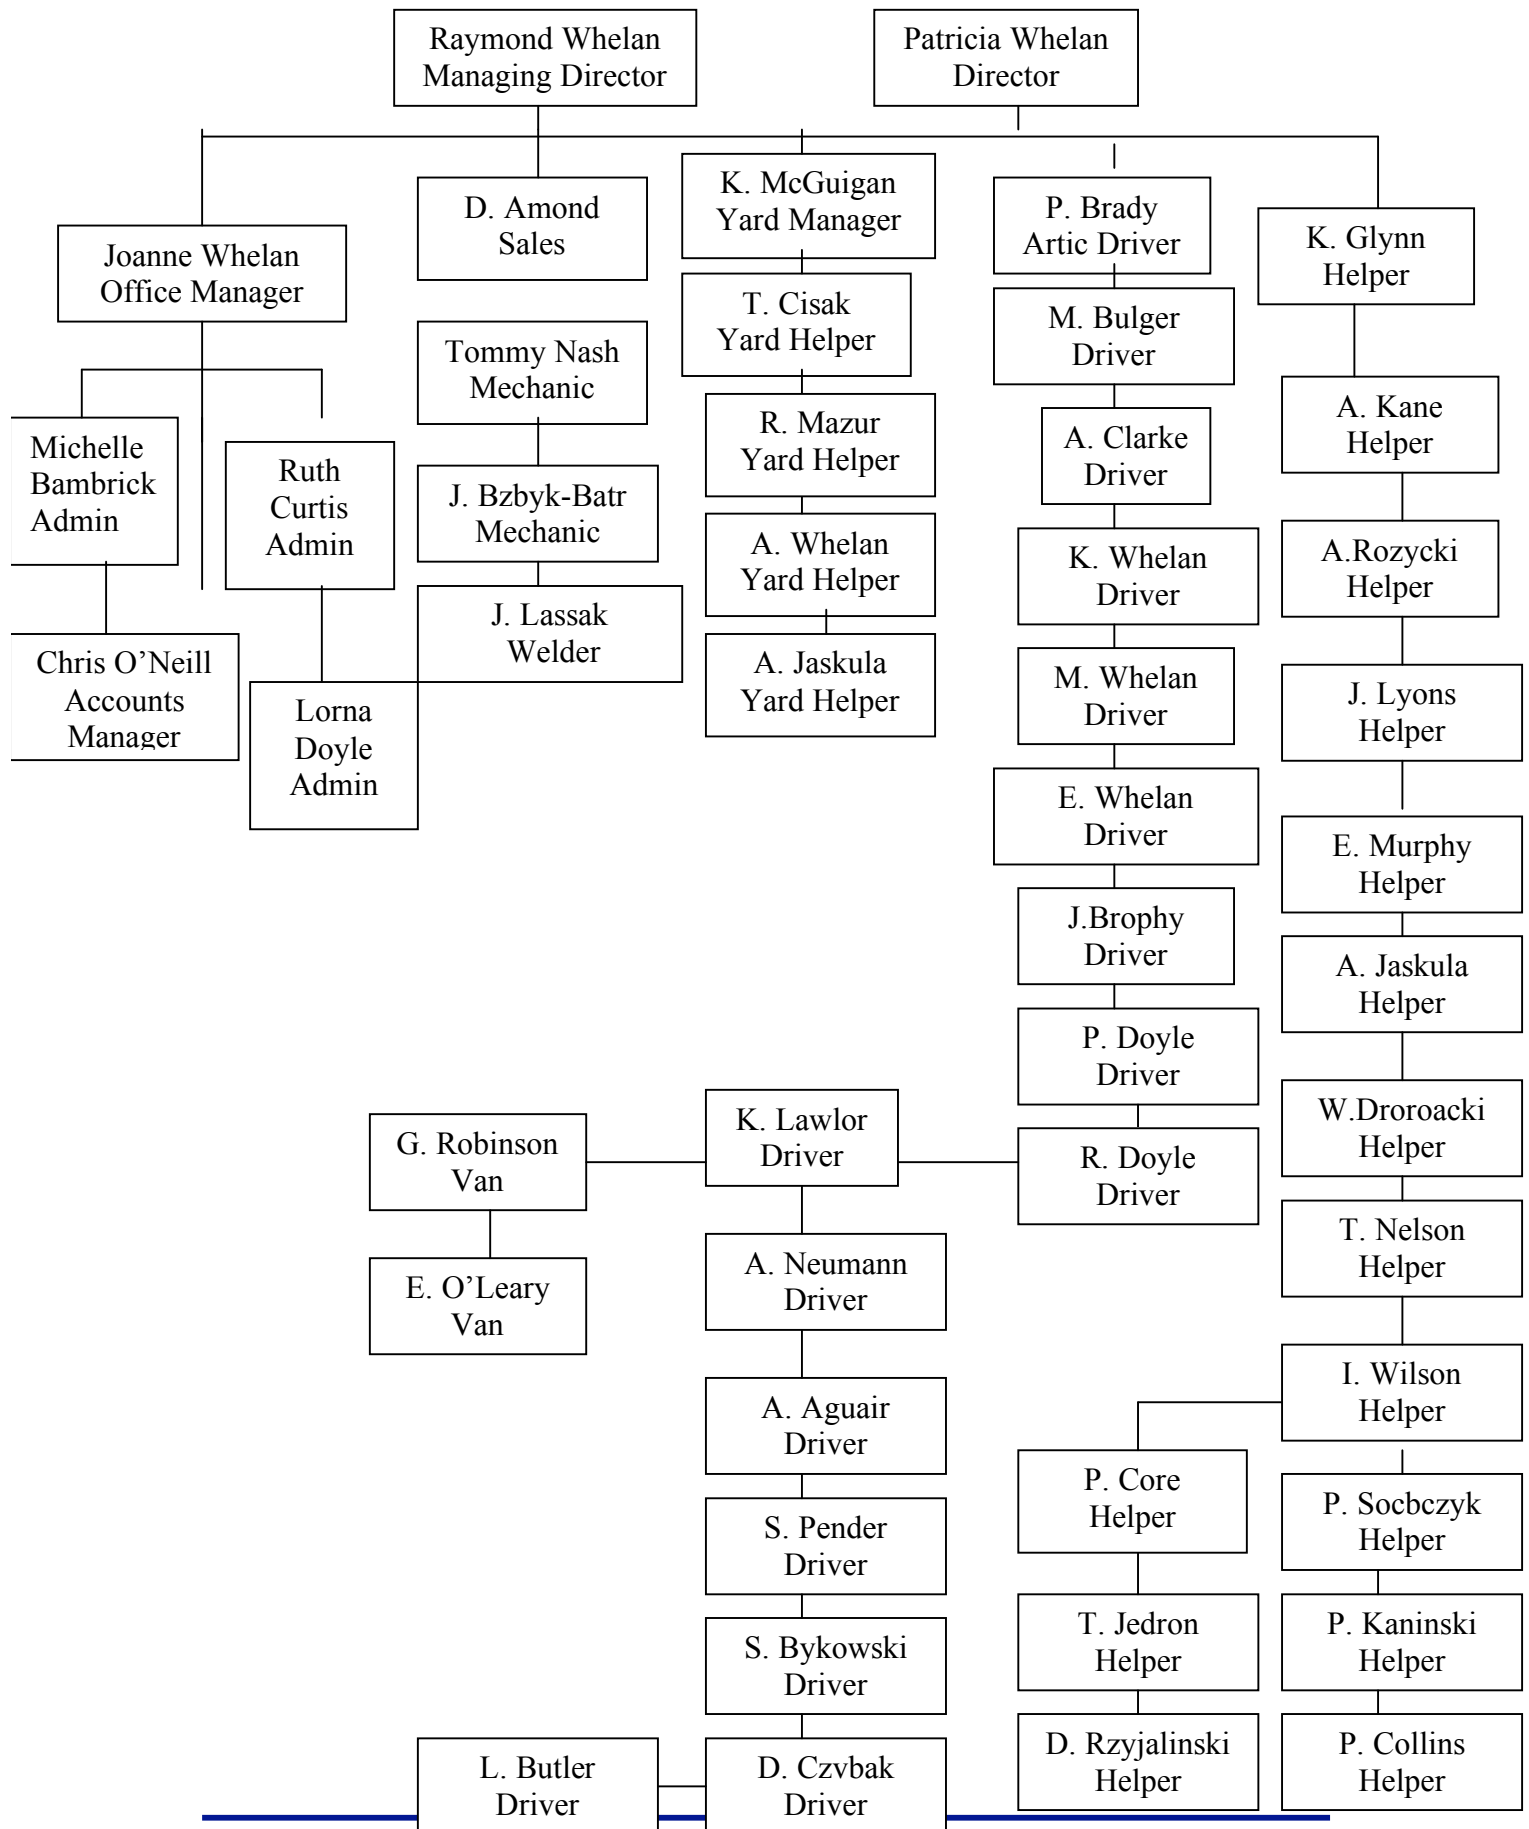 Raymond Whelan
Managing Director
Patricia Whelan
Director
Joanne Whelan
Office Manager
Michelle
Bambrick
Admin
Chris O'Neill
Accounts
Manager
Ruth
Curtis
Admin
Lorna
Doyle
Admin
D. Amond
Sales
Tommy Nash
Mechanic
J. Bzbyk-Batr
Mechanic
J. Lassak
Welder
K. McGuigan
Yard Manager
T. Cisak
Yard Helper
R. Mazur
Yard Helper
A. Whelan
Yard Helper
A. Jaskula
Yard Helper
P. Brady
Artic Driver
M. Bulger
Driver
A. Clarke
Driver
K. Whelan
Driver
M. Whelan
Driver
E. Whelan
Driver
J.Brophy
Driver
P. Doyle
Driver
R. Doyle
Driver
K. Lawlor
Driver
G. Robinson
Van
E. O'Leary
Van
A. Neumann
Driver
A. Aguair
Driver
S. Pender
Driver
S. Bykowski
Driver
D. Czvbak
Driver
L. Butler
Driver
K. Glynn
Helper
A. Kane
Helper
A.Rozycki
Helper
J. Lyons
Helper
E. Murphy
Helper
A. Jaskula
Helper
W.Droroacki
Helper
T. Nelson
Helper
I. Wilson
Helper
P. Core
Helper
T. Jedron
Helper
D. Rzyjalinski
Helper
P. Socbczyk
Helper
P. Kaninski
Helper
P. Collins
Helper